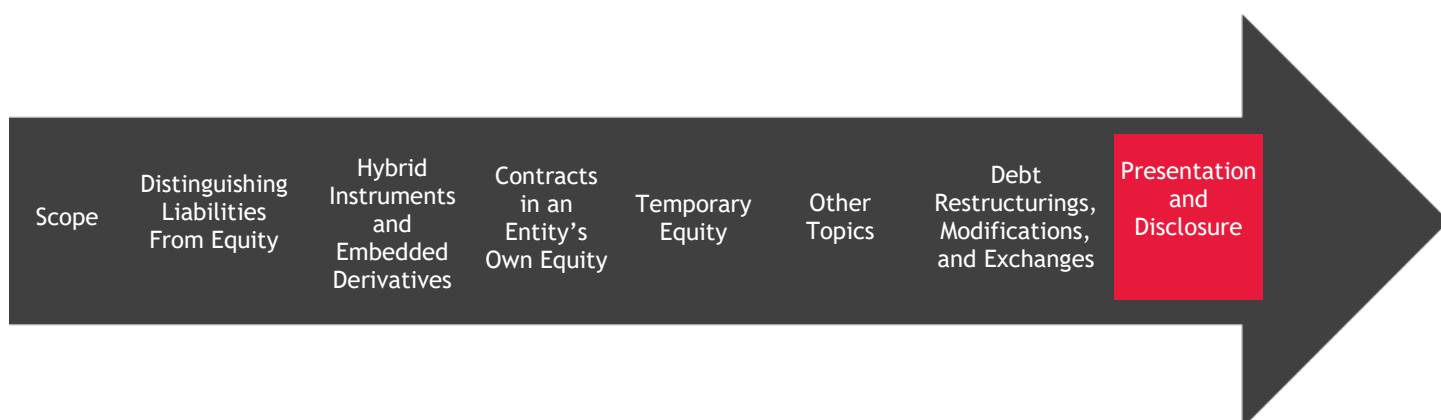 Scope
Distinguishing
Liabilities
From Equity
Hybrid
Instruments
and
Embedded
Derivatives
Contracts
in an
Entity’s
Own Equity
Temporary
Equity
Other
Topics
Debt
Restructurings,
Modifications,
and Exchanges
Presentation
and
Disclosure